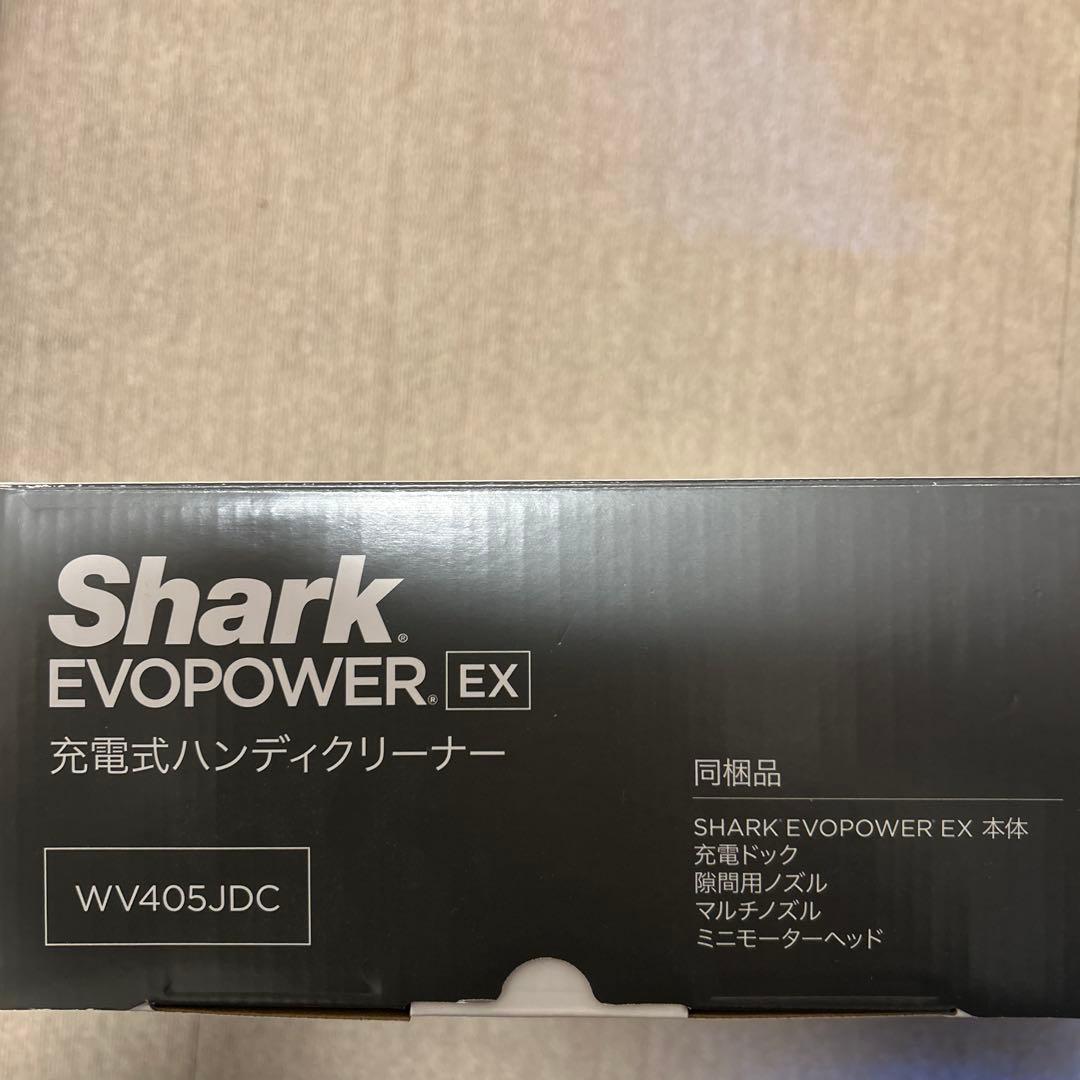 Shark®
EVOPOWER® EX
充電式ハンディクリーナー
WV405JDC
同梱品
SHARK® EVOPOWER® EX 本体
充電ドック
隙間用ノズル
マルチノズル
ミニモーターヘッド